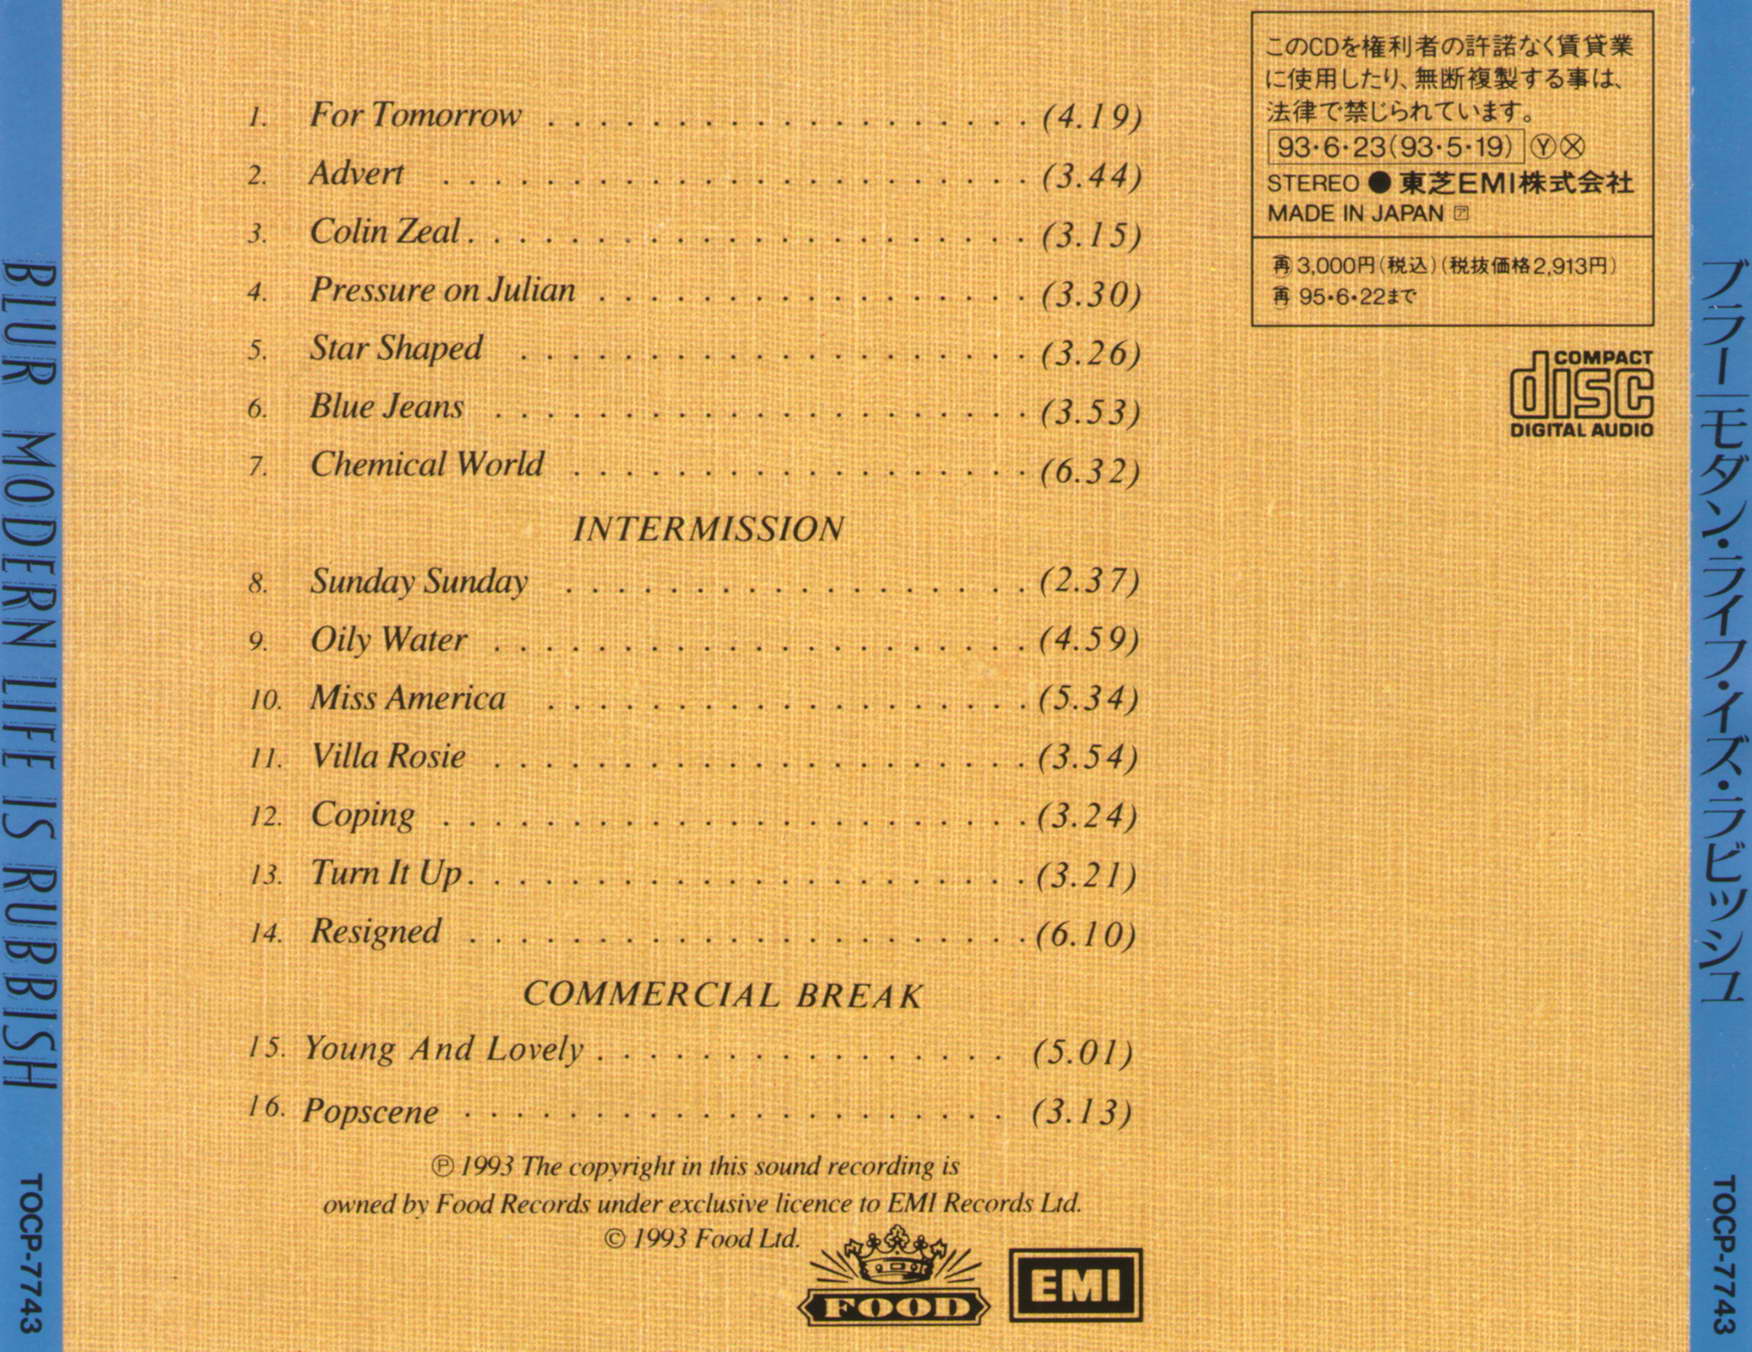 BLUR MODERN LIFE IS RUBBISH TOCP-7743
1. For Tomorrow . . . . . . . . . . . . . . . . . . . (4.19)
2. Advert . . . . . . . . . . . . . . . . . . . . . . . (3.44)
3. Colin Zeal . . . . . . . . . . . . . . . . . . . . . . (3.15)
4. Pressure on Julian . . . . . . . . . . . . . . . . . (3.30)
5. Star Shaped . . . . . . . . . . . . . . . . . . . . (3.26)
6. Blue Jeans . . . . . . . . . . . . . . . . . . . . . (3.53)
7. Chemical World . . . . . . . . . . . . . . . . . . (6.32)
INTERMISSION
8. Sunday Sunday . . . . . . . . . . . . . . . . . . (2.37)
9. Oily Water . . . . . . . . . . . . . . . . . . . . . (4.59)
10. Miss America . . . . . . . . . . . . . . . . . . . (5.34)
11. Villa Rosie . . . . . . . . . . . . . . . . . . . . . (3.54)
12. Coping . . . . . . . . . . . . . . . . . . . . . . . (3.24)
13. Turn It Up . . . . . . . . . . . . . . . . . . . . . . (3.21)
14. Resigned . . . . . . . . . . . . . . . . . . . . . . (6.10)
COMMERCIAL BREAK
15. Young And Lovely . . . . . . . . . . . . . . . . (5.01)
16. Popscene . . . . . . . . . . . . . . . . . . . . . (3.13)
℗ 1993 The copyright in this sound recording is
owned by Food Records under exclusive licence to EMI Records Ltd.
© 1993 Food Ltd.
FOOD
EMI
このCDを権利者の許諾なく賃貸業
に使用したり、無断複製する事は、
法律で禁じられています。
93・6・23(93・5・19) ⓎⓍ
STEREO ● 東芝EMI株式会社
MADE IN JAPAN ア
再 3,000円(税込)(税抜価格2,913円)
再 95・6・22まで
COMPACT
disc
DIGITAL AUDIO
ブラー|モダン・ライフ・イズ・ラビッシュ TOCP-7743